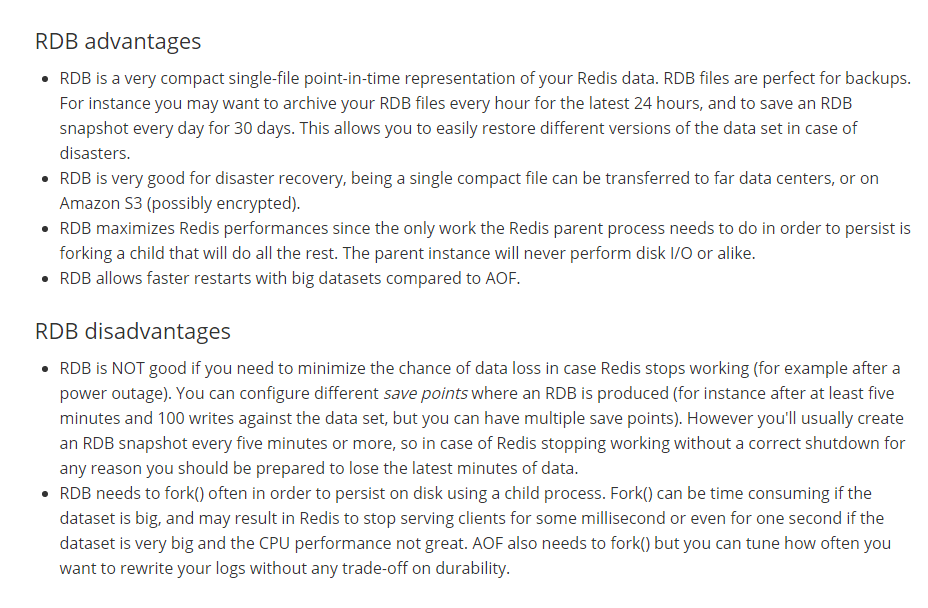 RDB advantages
RDB is a very compact single-file point-in-time representation of your Redis data. RDB files are perfect for backups.
For instance you may want to archive your RDB files every hour for the latest 24 hours, and to save an RDB
snapshot every day for 30 days. This allows you to easily restore different versions of the data set in case of
disasters.
RDB is very good for disaster recovery, being a single compact file can be transferred to far data centers, or on
Amazon S3 (possibly encrypted).
RDB maximizes Redis performances since the only work the Redis parent process needs to do in order to persist is
forking a child that will do all the rest. The parent instance will never perform disk I/O or alike.
RDB allows faster restarts with big datasets compared to AOF.
RDB disadvantages
RDB is NOT good if you need to minimize the chance of data loss in case Redis stops working (for example after a
power outage). You can configure different save points where an RDB is produced (for instance after at least five
minutes and 100 writes against the data set, but you can have multiple save points). However you'll usually create
an RDB snapshot every five minutes or more, so in case of Redis stopping working without a correct shutdown for
any reason you should be prepared to lose the latest minutes of data.
RDB needs to fork() often in order to persist on disk using a child process. Fork() can be time consuming if the
dataset is big, and may result in Redis to stop serving clients for some millisecond or even for one second if the
dataset is very big and the CPU performance not great. AOF also needs to fork() but you can tune how often you
want to rewrite your logs without any trade-off on durability.